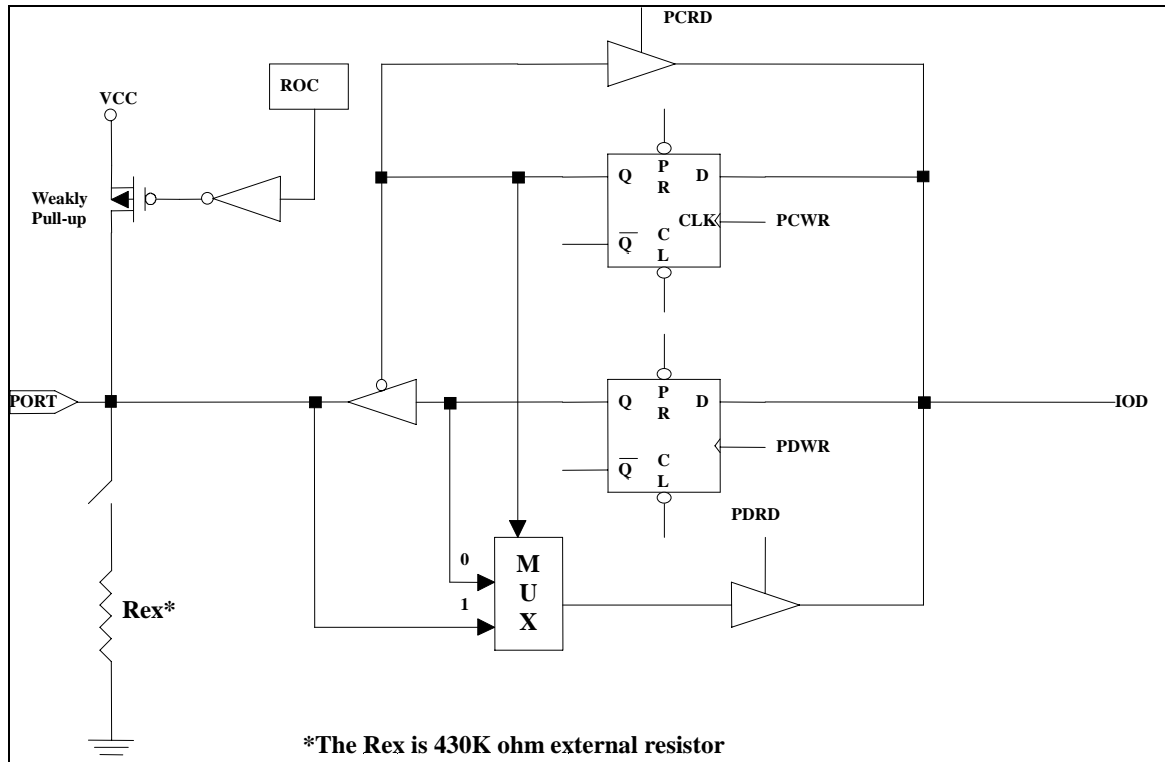 PCRD
ROC
VCC
Weakly
Pull-up
Q
P
R
D
CLK
PCWR
Q
C
L
PORT
Q
P
R
D
IOD
Q
C
L
PDWR
PDRD
0
1
M
U
X
Rex*
*The Rex is 430K ohm external resistor